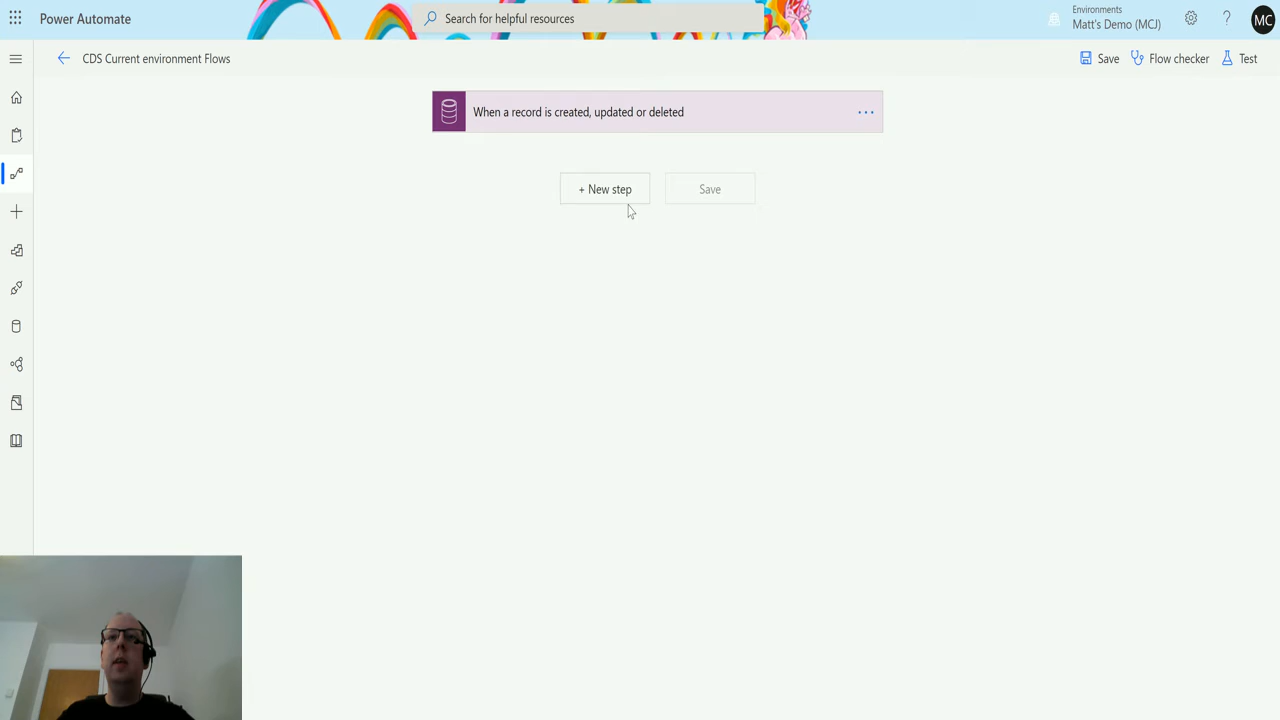 Power Automate
Search for helpful resources
Environments
Matt's Demo (MCJ)
MC
CDS Current environment Flows
Save
Flow checker
Test
When a record is created, updated or deleted
+ New step
Save